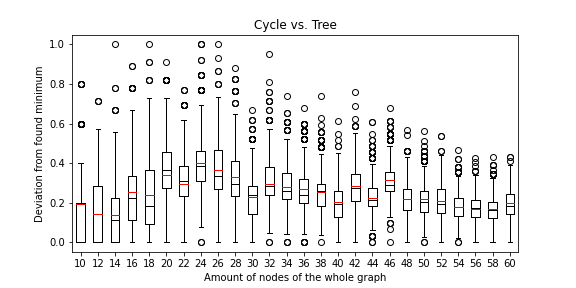 Cycle vs. Tree
Deviation from found minimum
1.0
0.8
0.6
0.4
0.2
0.0
10 12 14 16 18 20 22 24 26 28 30 32 34 36 38 40 42 44 46 48 50 52 54 56 58 60
Amount of nodes of the whole graph